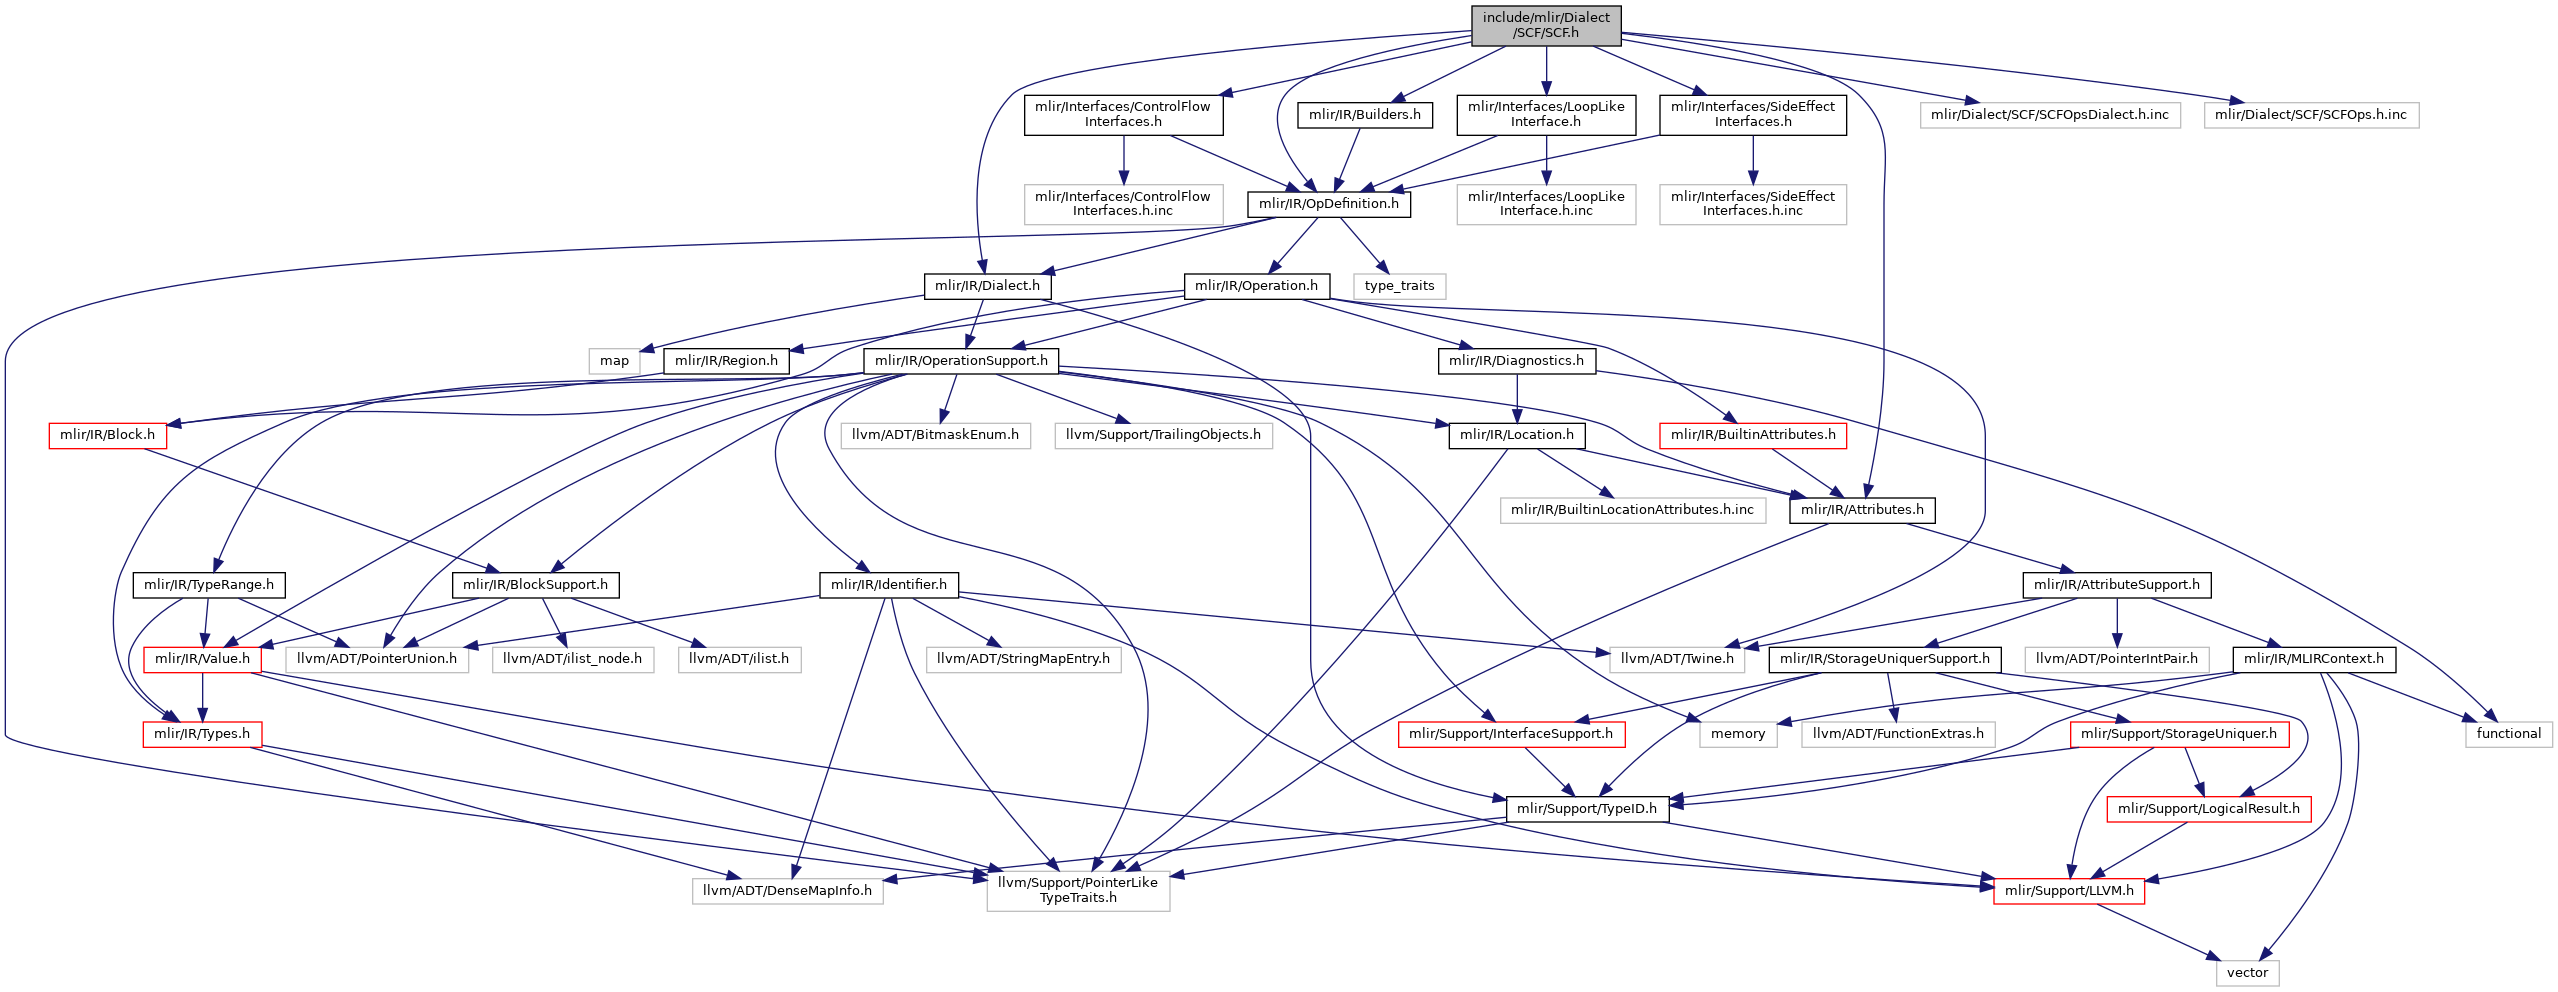 include/mlir/Dialect
/SCF/SCF.h
mlir/Interfaces/ControlFlow
Interfaces.h
mlir/IR/Builders.h
mlir/Interfaces/LoopLike
Interface.h
mlir/Interfaces/SideEffect
Interfaces.h
mlir/Dialect/SCF/SCFOpsDialect.h.inc
mlir/Dialect/SCF/SCFOps.h.inc
mlir/Interfaces/ControlFlow
Interfaces.h.inc
mlir/IR/OpDefinition.h
mlir/Interfaces/LoopLike
Interface.h.inc
mlir/Interfaces/SideEffect
Interfaces.h.inc
mlir/IR/Dialect.h
mlir/IR/Operation.h
type_traits
map
mlir/IR/Region.h
mlir/IR/OperationSupport.h
mlir/IR/Diagnostics.h
mlir/IR/Block.h
llvm/ADT/BitmaskEnum.h
llvm/Support/TrailingObjects.h
mlir/IR/Location.h
mlir/IR/BuiltinAttributes.h
mlir/IR/BuiltinLocationAttributes.h.inc
mlir/IR/Attributes.h
mlir/IR/TypeRange.h
mlir/IR/BlockSupport.h
mlir/IR/Identifier.h
mlir/IR/AttributeSupport.h
mlir/IR/Value.h
llvm/ADT/PointerUnion.h
llvm/ADT/ilist_node.h
llvm/ADT/ilist.h
llvm/ADT/StringMapEntry.h
llvm/ADT/Twine.h
mlir/IR/StorageUniquerSupport.h
llvm/ADT/PointerIntPair.h
mlir/IR/MLIRContext.h
mlir/IR/Types.h
mlir/Support/InterfaceSupport.h
memory
llvm/ADT/FunctionExtras.h
mlir/Support/StorageUniquer.h
functional
mlir/Support/TypeID.h
mlir/Support/LogicalResult.h
llvm/ADT/DenseMapInfo.h
llvm/Support/PointerLike
TypeTraits.h
mlir/Support/LLVM.h
vector